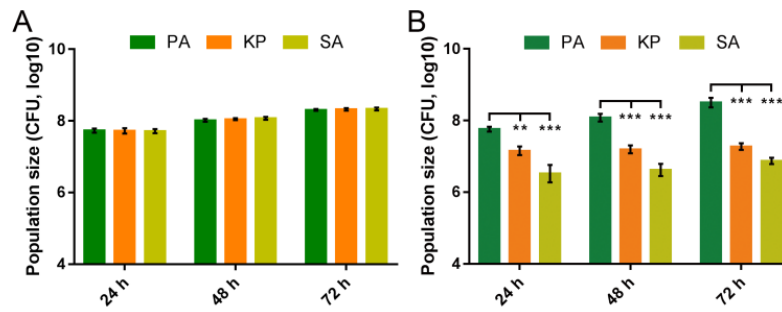 A
PA KP SA
Population size (CFU, log10)
10
8
6
4
24 h
48 h
72 h
B
PA KP SA
Population size (CFU, log10)
10
8
6
4
** ***
*** ***
*** ***
24 h
48 h
72 h